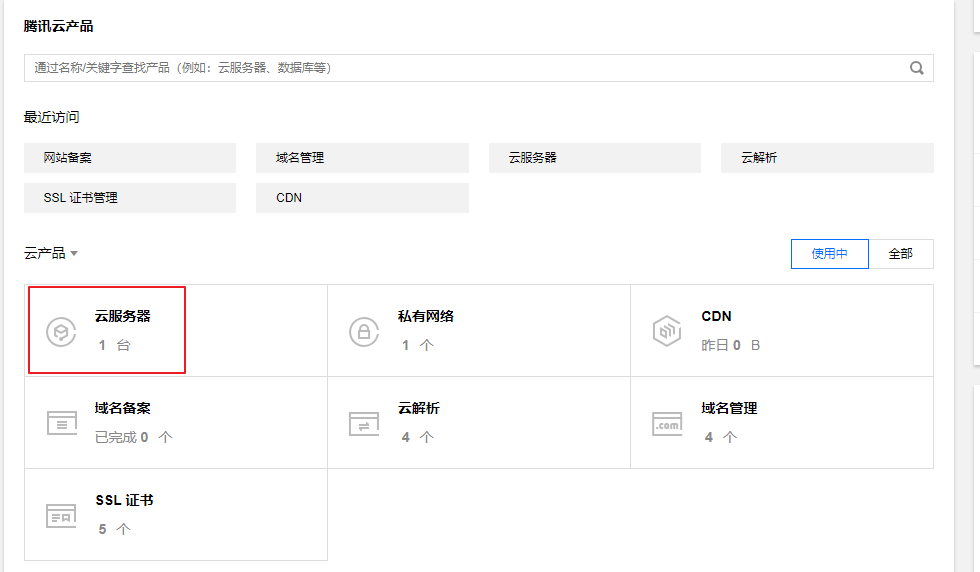 腾讯云产品
通过名称/关键字查找产品（例如：云服务器、数据库等）
最近访问
网站备案 域名管理 云服务器 云解析
SSL 证书管理 CDN
云产品 使用中 全部
云服务器 私有网络 CDN
1 台 1 个 昨日 0 B
域名备案 云解析 域名管理
.com
已完成 0 个 4 个 4 个
SSL 证书
5 个